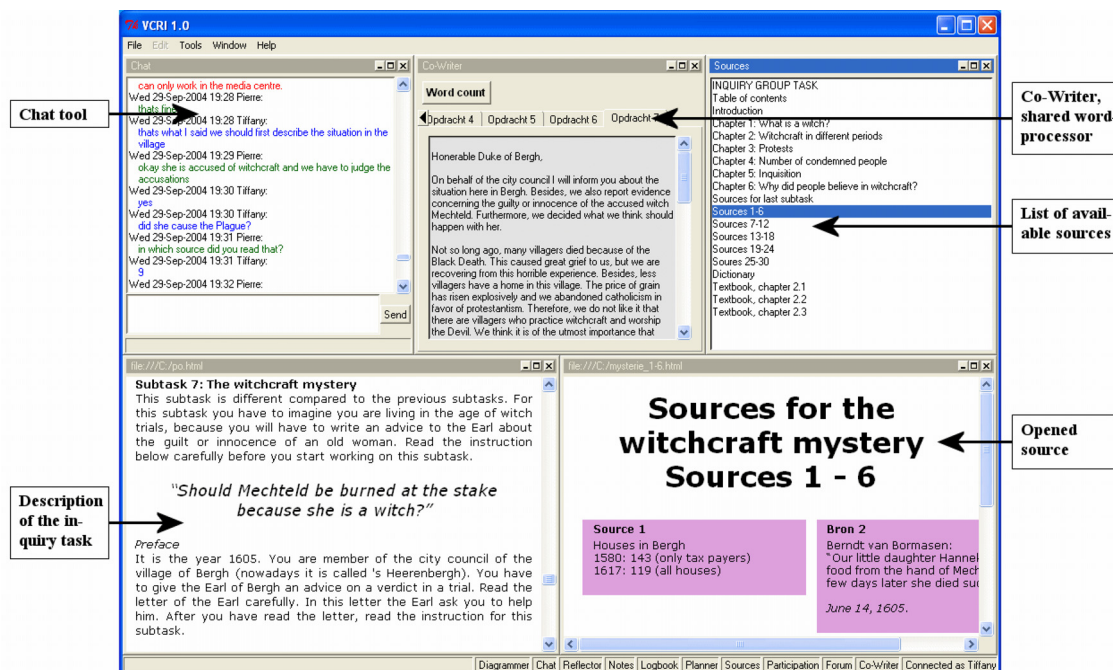 VCRI 1.0
File Edit Tools Window Help
Chat tool
Chat
can only work in the media centre.
Wed 29-Sep-2004 19:28 Pierre:
thats fine
Wed 29-Sep-2004 19:28 Tiffany:
thats what I said we should first describe the situation in the
village
Wed 29-Sep-2004 19:29 Pierre:
okay she is accused of witchcraft and we have to judge the
accusations
Wed 29-Sep-2004 19:30 Tiffany:
yes
Wed 29-Sep-2004 19:30 Tiffany:
did she cause the Plague?
Wed 29-Sep-2004 19:31 Pierre:
in which source did you read that?
Wed 29-Sep-2004 19:31 Tiffany:
9
Wed 29-Sep-2004 19:32 Pierre:
Send
Co-Writer
Word count
Opdracht 4 Opdracht 5 Opdracht 6 Opdracht 7
Honerable Duke of Bergh,
On behalf of the city council I will inform you about the
situation here in Bergh. Besides, we also report evidence
concerning the guilty or innocence of the accused witch
Mechteld. Furthermore, we decided what we think should
happen with her.
Not so long ago, many villagers died because of the
Black Death. This caused great grief to us, but we are
recovering from this horrible experience. Besides, less
villagers have a home in this village. The price of grain
has risen explosively and we abandoned catholicism in
favor of protestantism. Therefore, we do not like it that
there are villagers who practice witchcraft and worship
the Devil. We think it is of the utmost importance that
Sources
INQUIRY GROUP TASK
Table of contents
Introduction
Chapter 1: What is a witch?
Chapter 2: Witchcraft in different periods
Chapter 3: Protests
Chapter 4: Number of condemned people
Chapter 5: Inquisition
Chapter 6: Why did people believe in witchcraft?
Sources for last subtask
Sources 1-6
Sources 7-12
Sources 13-18
Sources 19-24
Soures 25-30
Dictionary
Textbook, chapter 2.1
Textbook, chapter 2.2
Textbook, chapter 2.3
Co-Writer,
shared word-
processor
List of avail-
able sources
Description
of the in-
quiry task
file:///C:/po.html
Subtask 7: The witchcraft mystery
This subtask is different compared to the previous subtasks. For
this subtask you have to imagine you are living in the age of witch
trials, because you will have to write an advice to the Earl about
the guilt or innocence of an old woman. Read the instruction
below carefully before you start working on this subtask.
“Should Mechteld be burned at the stake
because she is a witch?”
Preface
It is the year 1605. You are member of the city council of the
village of Bergh (nowadays it is called 's Heerenbergh). You have
to give the Earl of Bergh an advice on a verdict in a trial. Read the
letter of the Earl carefully. In this letter the Earl ask you to help
him. After you have read the letter, read the instruction for this
subtask.
file:///C:/mysterie_1-6.html
Sources for the
witchcraft mystery
Sources 1 - 6
Source 1
Houses in Bergh
1580: 143 (only tax payers)
1617: 119 (all houses)
Bron 2
Berndt van Bormasen:
“Our little daughter Hannek
food from the hand of Mech
few days later she died suc
June 14, 1605.
Opened
source
Diagrammer Chat Reflector Notes Logbook Planner Sources Participation Forum Co-Writer Connected as Tiffany